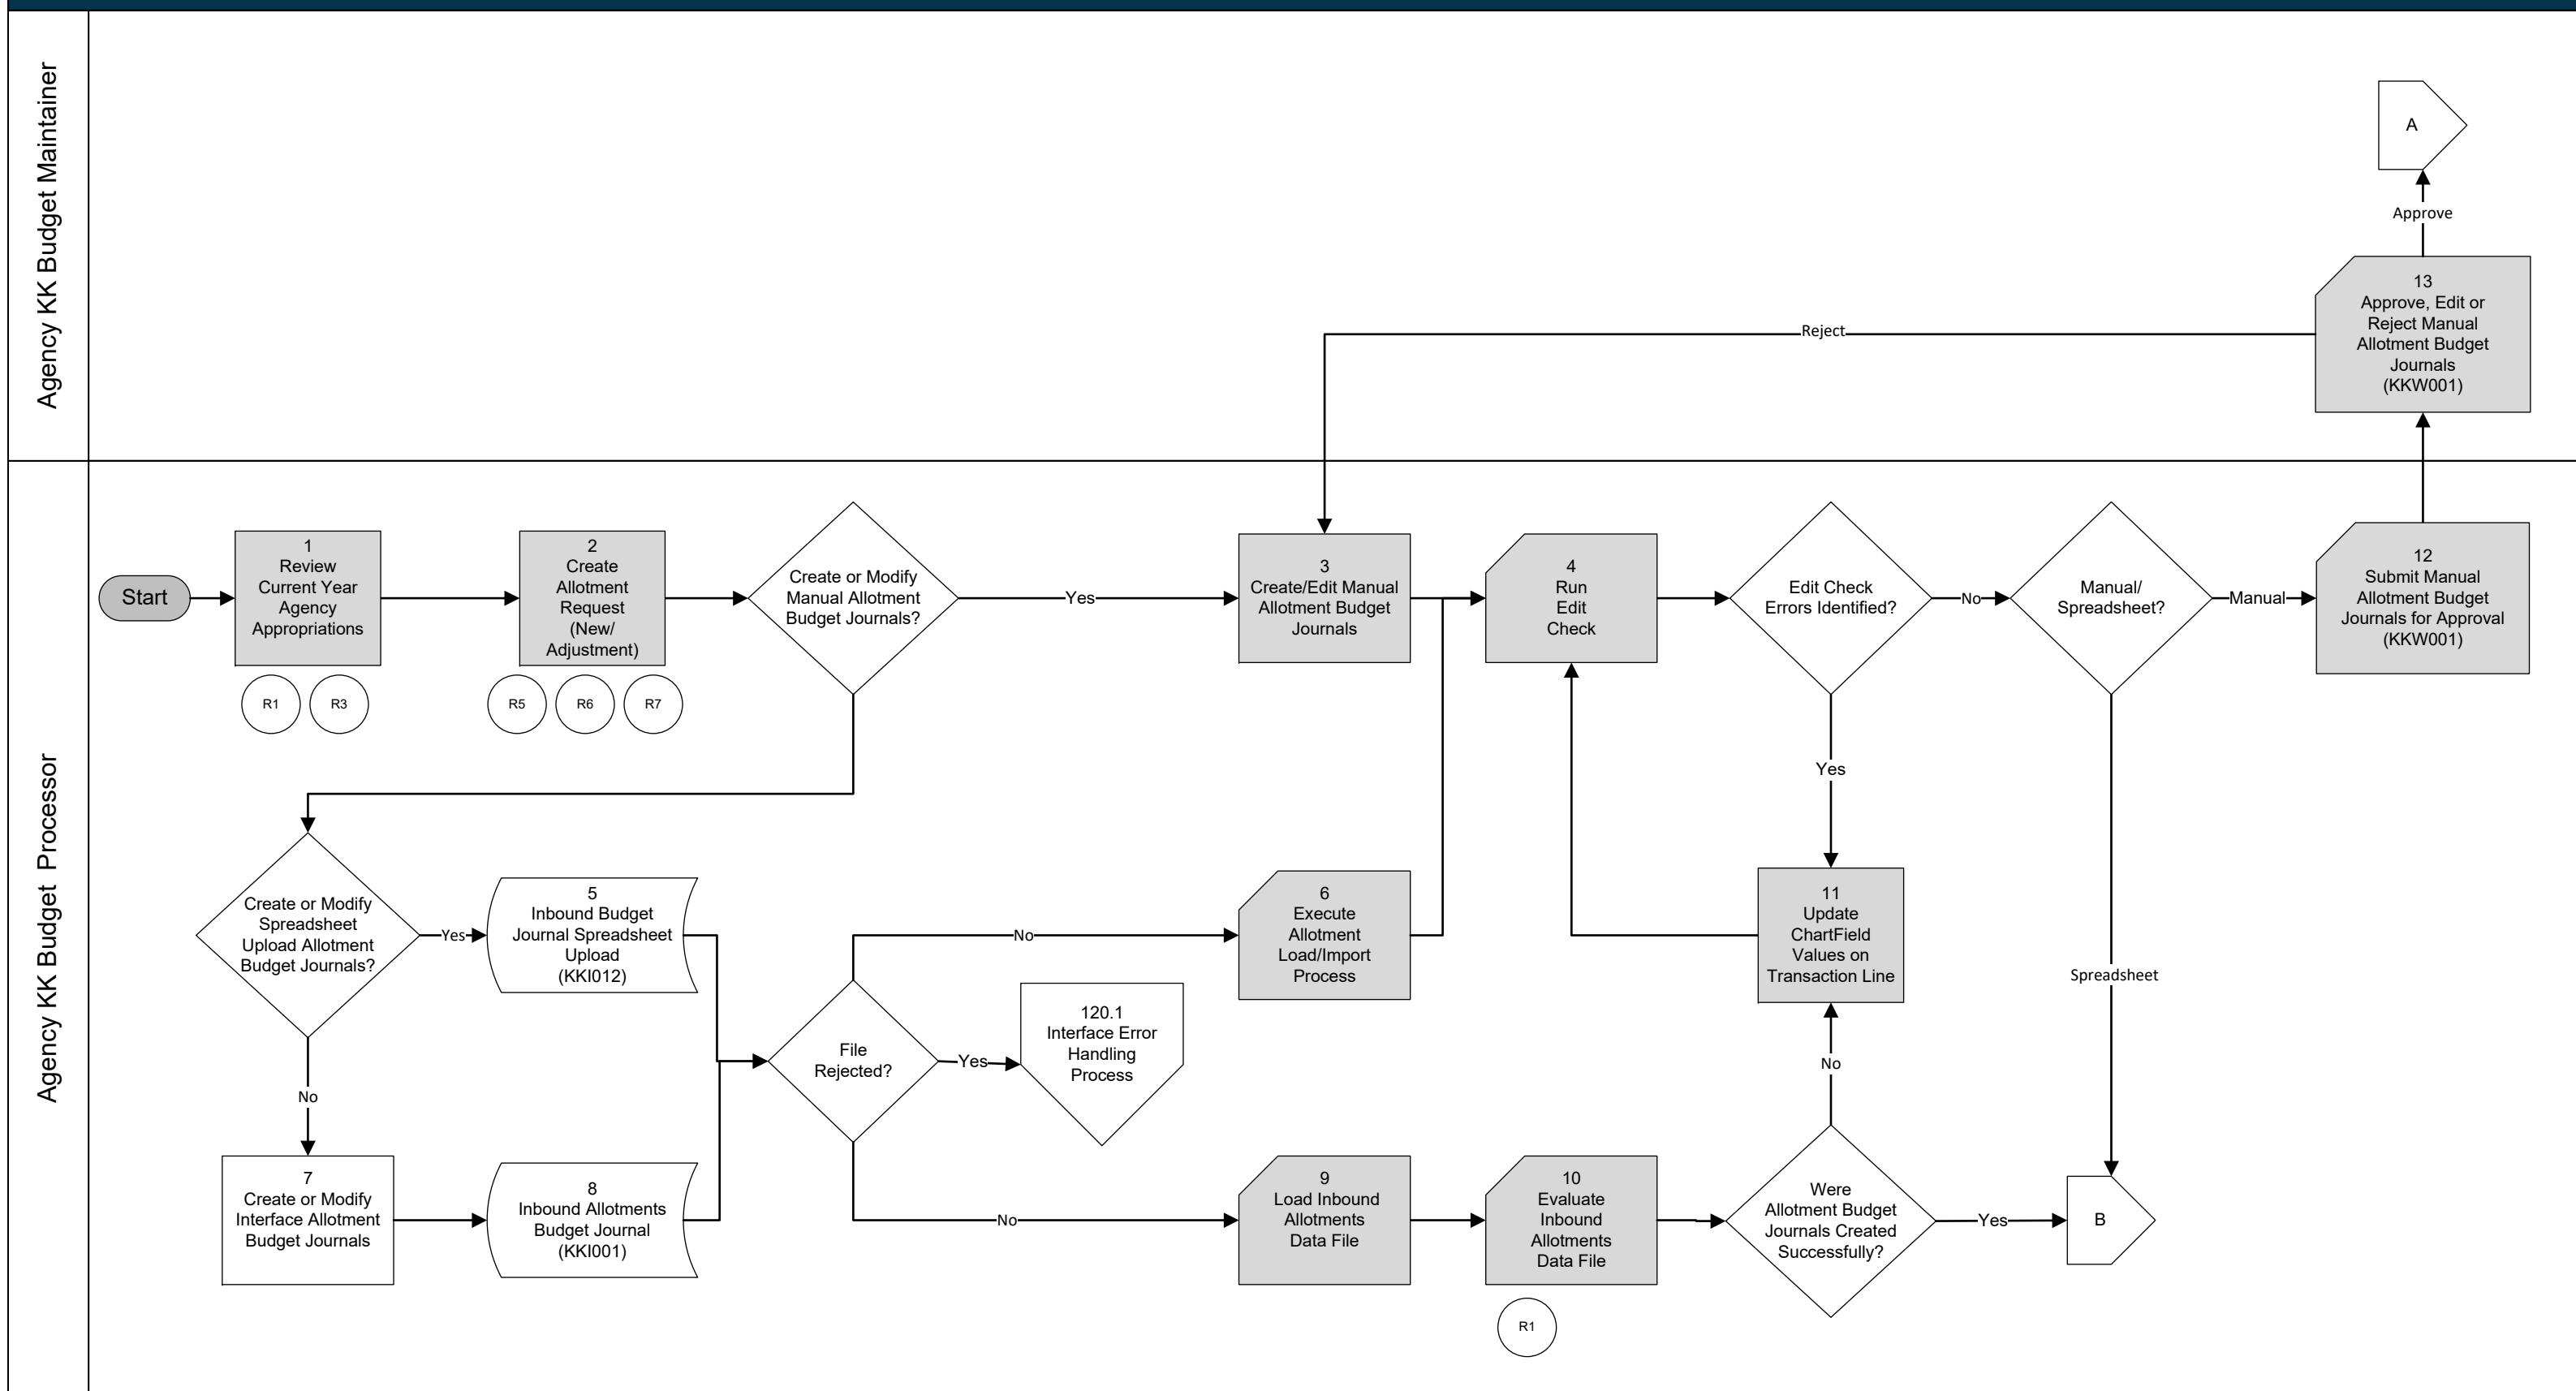 Agency KK Budget Maintainer
A
Approve
13
Approve, Edit or
Reject Manual
Allotment Budget
Journals
(KKW001)
Reject
Agency KK Budget  Processor
Start
1
Review
Current Year
Agency
Appropriations
R1
R3
2
Create
Allotment
Request
(New/
Adjustment)
R5
R6
R7
Create or Modify
Manual Allotment
Budget Journals?
Yes
3
Create/Edit Manual
Allotment Budget
Journals
4
Run
Edit
Check
Edit Check
Errors Identified?
No
Manual/
Spreadsheet?
Manual
12
Submit Manual
Allotment Budget
Journals for Approval
(KKW001)
Yes
Spreadsheet
Create or Modify
Spreadsheet
Upload Allotment
Budget Journals?
Yes
5
Inbound Budget
Journal Spreadsheet
Upload
(KKI012)
No
6
Execute
Allotment
Load/Import
Process
11
Update
ChartField
Values on
Transaction Line
File
Rejected?
Yes
120.1
Interface Error
Handling
Process
No
No
7
Create or Modify
Interface Allotment
Budget Journals
8
Inbound Allotments
Budget Journal
(KKI001)
No
9
Load Inbound
Allotments
Data File
10
Evaluate
Inbound
Allotments
Data File
R1
Were
Allotment Budget
Journals Created
Successfully?
Yes
B